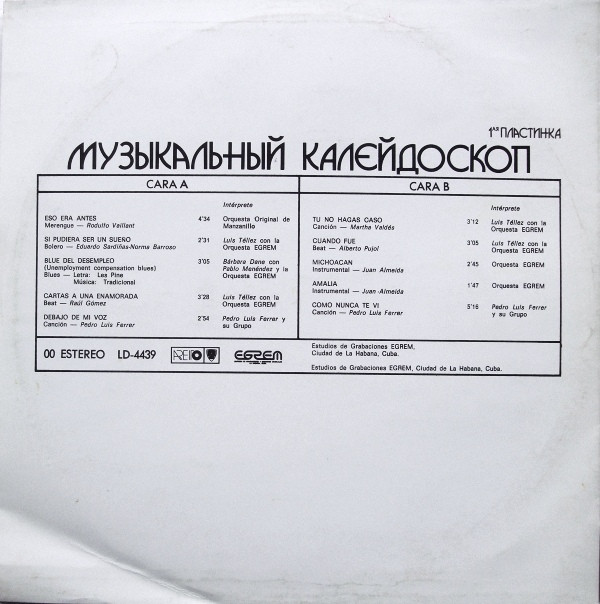 1ая ПЛАСТИНКА
МУЗЫКАЛЬНЫЙ КАЛЕЙДОСКОП
CARA A
Intérprete
ESO ERA ANTES 4'34 Orquesta Original de
Merengue — Rodulfo Vaillant Manzanillo
SI PUDIERA SER UN SUEÑO 2'31 Luis Téllez con la
Bolero — Eduardo Sardiñas-Norma Barroso Orquesta EGREM
BLUE DEL DESEMPLEO 3'05 Bárbara Dane con
(Unemployment compensation blues) Pablo Menéndez y la
Blues — Letra: Les Pine Orquesta EGREM
Música: Tradicional
CARTAS A UNA ENAMORADA 3'28 Luis Téllez con la
Beat — Raúl Gómez Orquesta EGREM
DEBAJO DE MI VOZ 2'54 Pedro Luis Ferrer y
Canción — Pedro Luis Ferrer su Grupo
CARA B
Intérprete
TU NO HAGAS CASO 3'12 Luis Téllez con la
Canción — Martha Valdés Orquesta EGREM
CUANDO FUE 3'05 Luis Téllez con la
Beat — Alberto Pujol Orquesta EGREM
MICHOACAN 2'45 Orquesta EGREM
Instrumental — Juan Almeida
AMALIA 1'47 Orquesta EGREM
Instrumental — Juan Almeida
COMO NUNCA TE VI 5'16 Pedro Luis Ferrer
Canción — Pedro Luis Ferrer y su Grupo
00 ESTEREO LD-4439 AREITO EGREM
Estudios de Grabaciones EGREM,
Ciudad de La Habana, Cuba.
Estudios de Grabaciones EGREM, Ciudad de La Habana, Cuba.